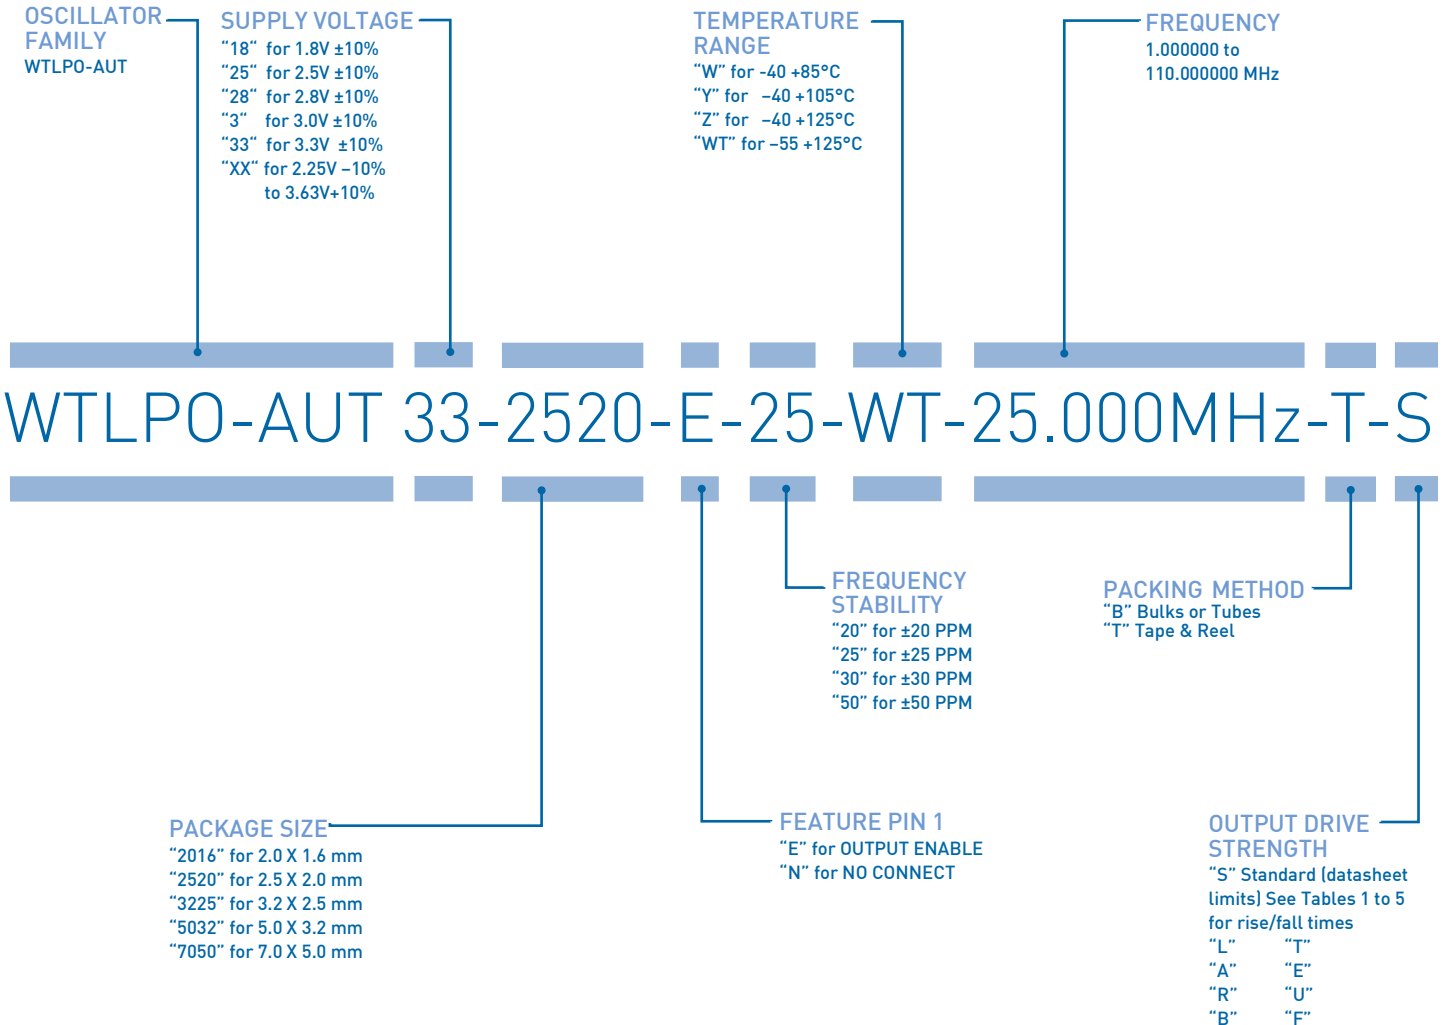 OSCILLATOR
FAMILY
WTLPO-AUT
SUPPLY VOLTAGE
“18“ for 1.8V ±10%
“25“ for 2.5V ±10%
“28“ for 2.8V ±10%
“3“ for 3.0V ±10%
“33“ for 3.3V ±10%
“XX“ for 2.25V –10%
to 3.63V+10%
TEMPERATURE
RANGE
“W” for -40 +85°C
“Y” for –40 +105°C
“Z” for –40 +125°C
“WT” for –55 +125°C
FREQUENCY
1.000000 to
110.000000 MHz
WTLPO-AUT 33-2520-E-25-WT-25.000MHz-T-S
PACKAGE SIZE
“2016” for 2.0 X 1.6 mm
“2520” for 2.5 X 2.0 mm
“3225” for 3.2 X 2.5 mm
“5032” for 5.0 X 3.2 mm
“7050” for 7.0 X 5.0 mm
FEATURE PIN 1
“E” for OUTPUT ENABLE
“N” for NO CONNECT
FREQUENCY
STABILITY
“20” for ±20 PPM
“25” for ±25 PPM
“30” for ±30 PPM
“50” for ±50 PPM
PACKING METHOD
“B” Bulks or Tubes
“T” Tape & Reel
OUTPUT DRIVE
STRENGTH
“S” Standard (datasheet
limits) See Tables 1 to 5
for rise/fall times
“L” “T”
“A” “E”
“R” “U”
“B” “F”